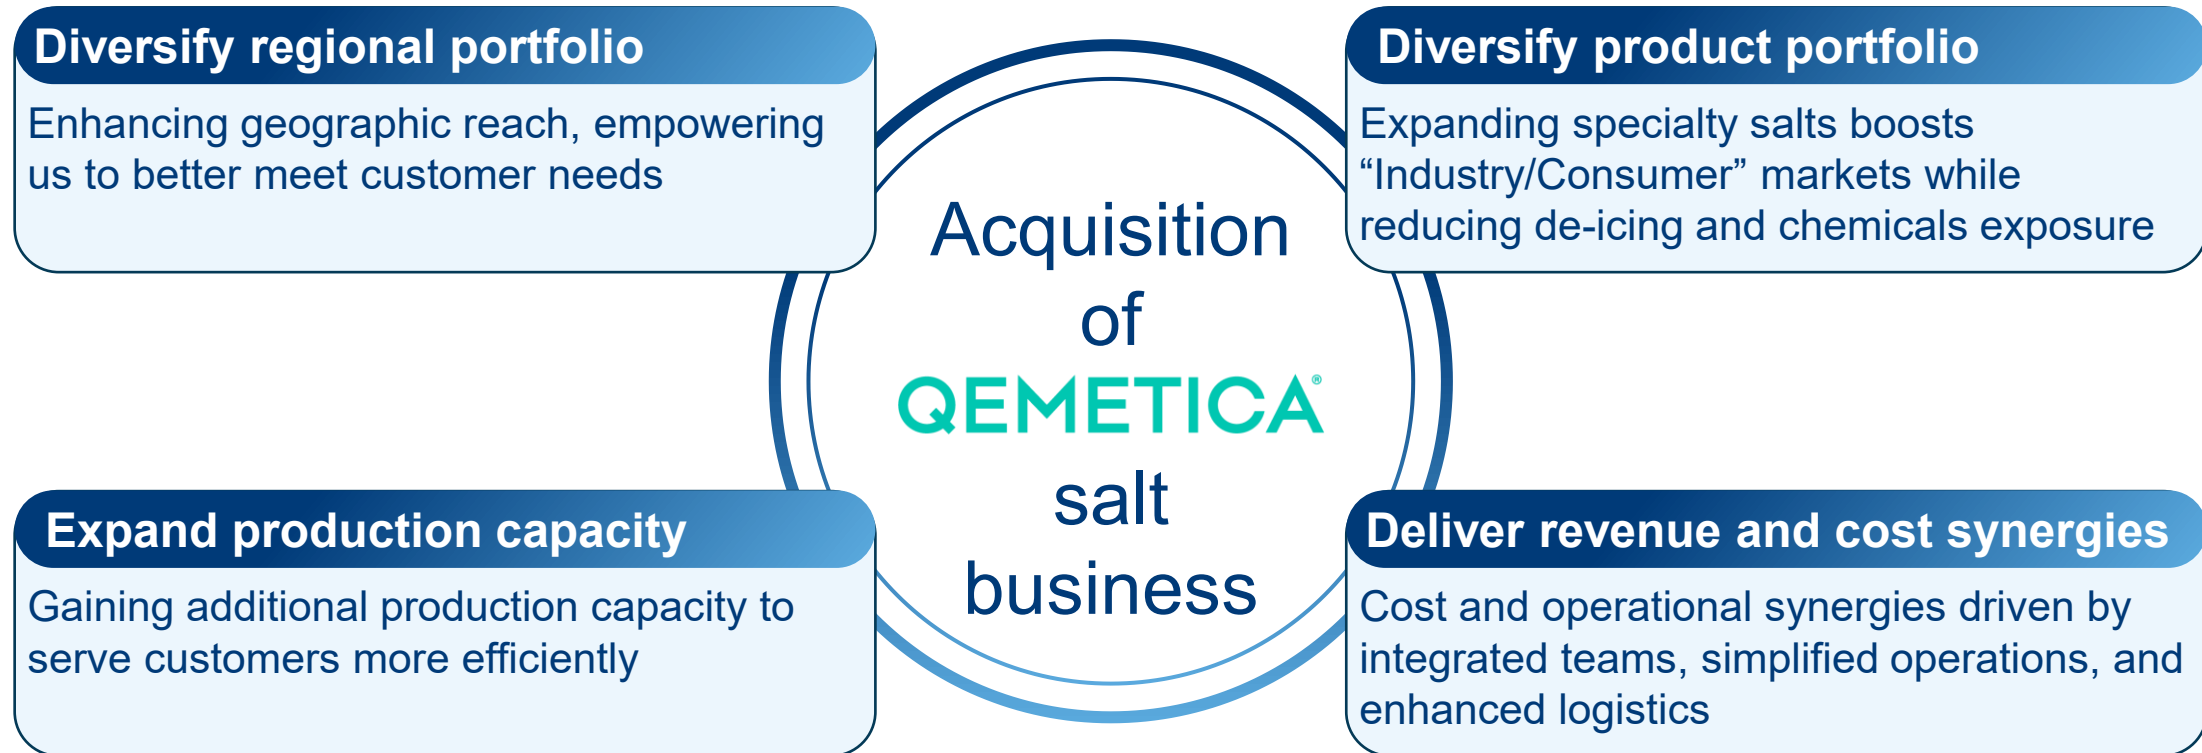 Diversify regional portfolio
Enhancing geographic reach, empowering
us to better meet customer needs
Diversify product portfolio
Expanding specialty salts boosts
“Industry/Consumer” markets while
reducing de-icing and chemicals exposure
Acquisition
of
QEMETICA®
salt
business
Expand production capacity
Gaining additional production capacity to
serve customers more efficiently
Deliver revenue and cost synergies
Cost and operational synergies driven by
integrated teams, simplified operations, and
enhanced logistics